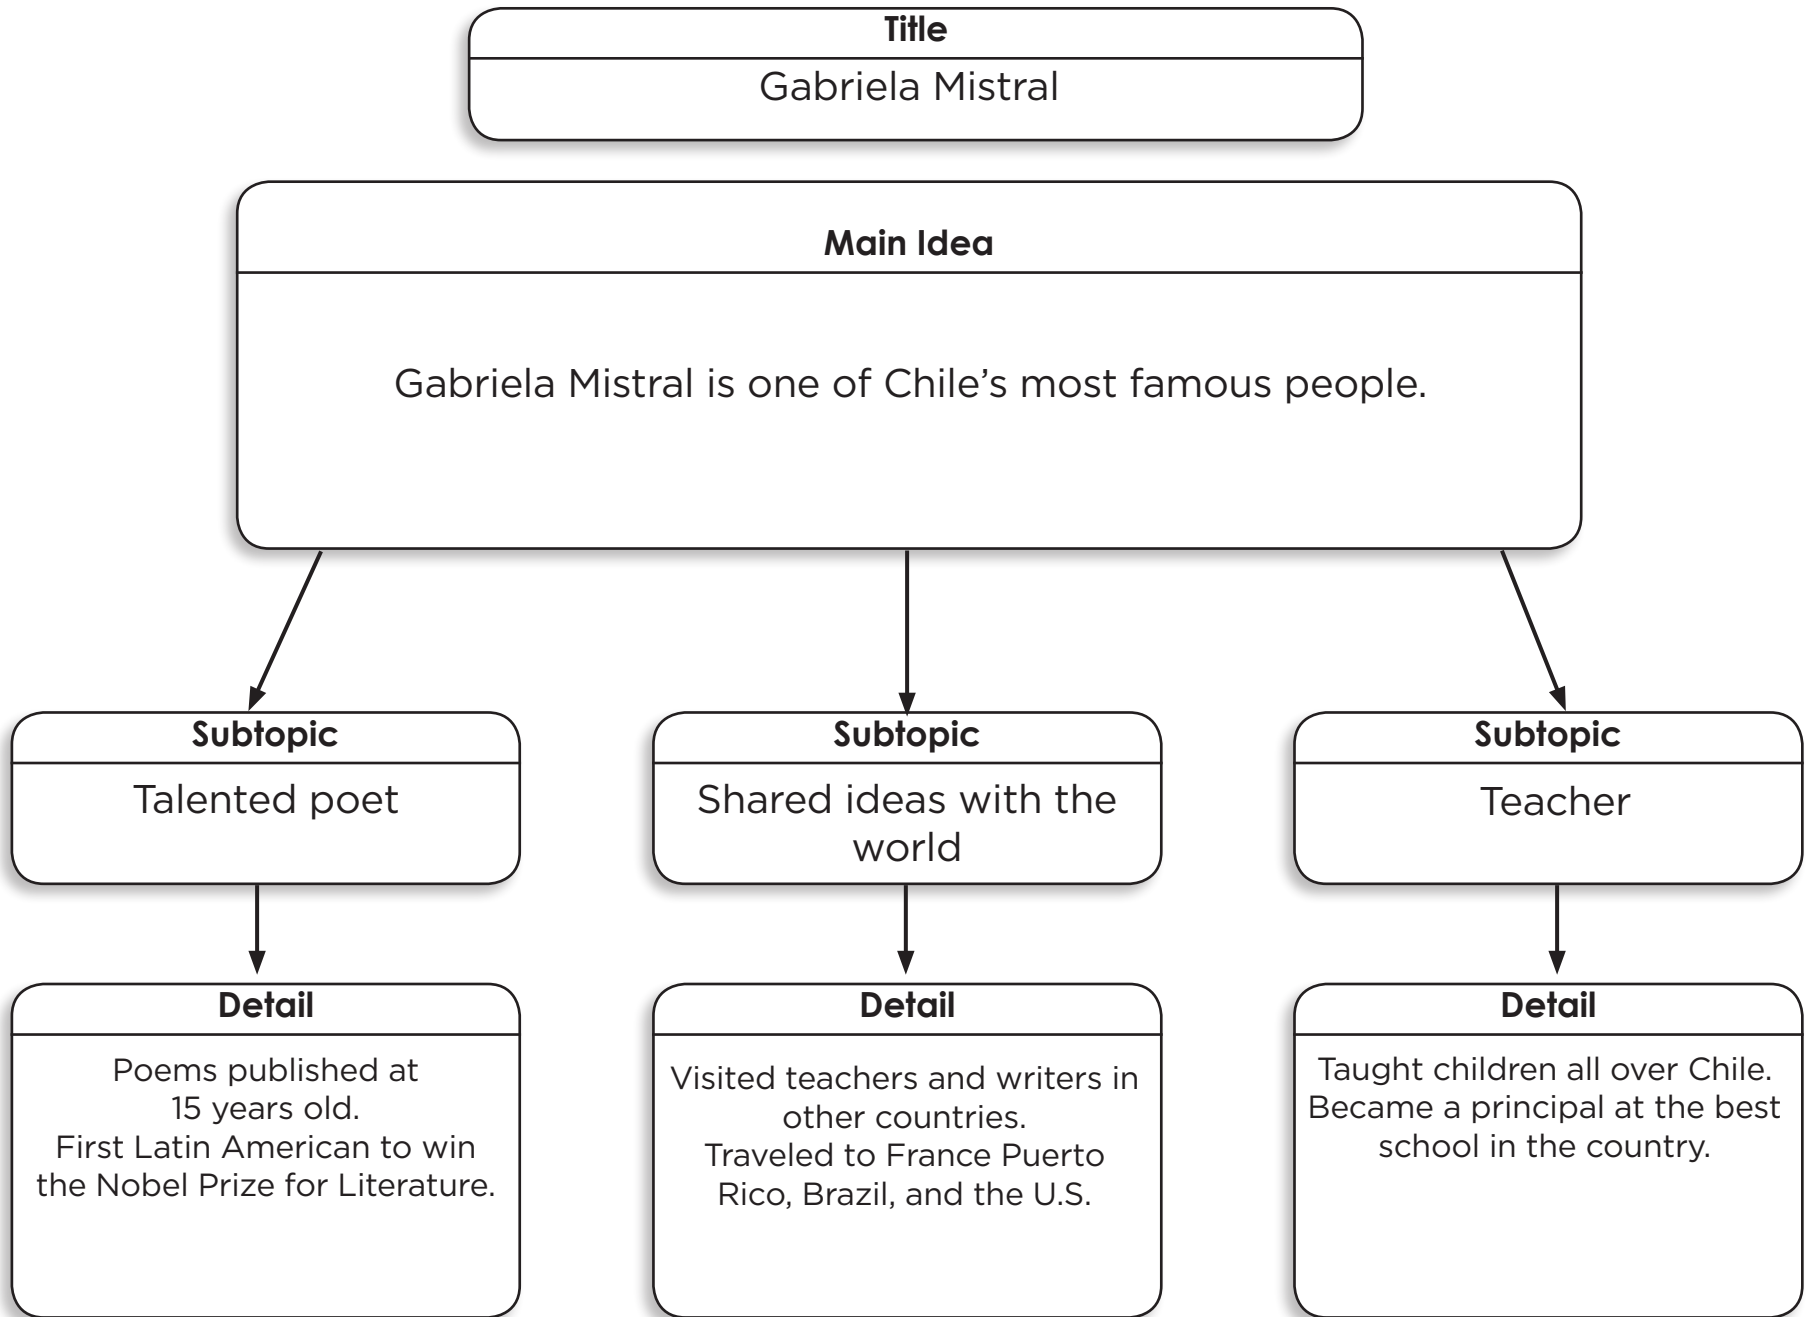 Title
Gabriela Mistral
Main Idea
Gabriela Mistral is one of Chile’s most famous people.
Subtopic
Talented poet
Subtopic
Shared ideas with the
world
Subtopic
Teacher
Detail
Poems published at
15 years old.
First Latin American to win
the Nobel Prize for Literature.
Detail
Visited teachers and writers in
other countries.
Traveled to France Puerto
Rico, Brazil, and the U.S.
Detail
Taught children all over Chile.
Became a principal at the best
school in the country.